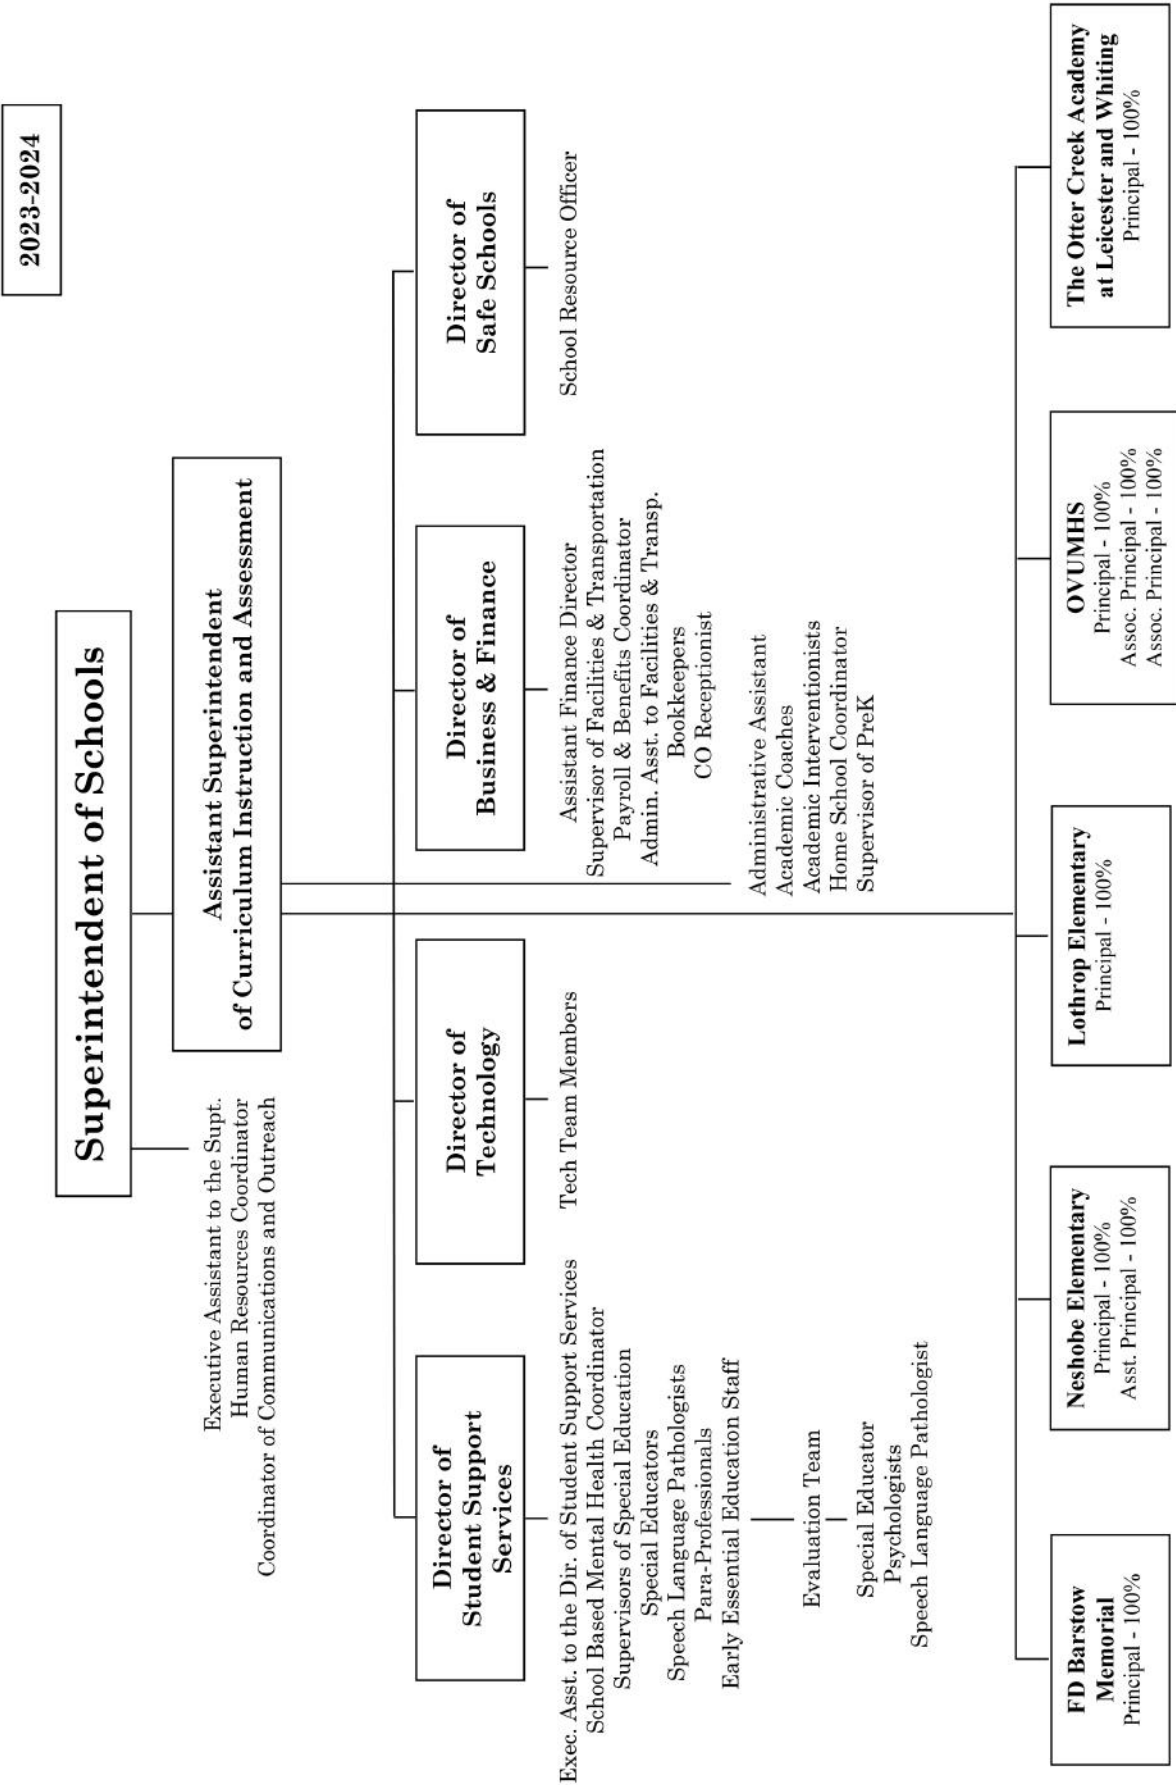 2023-2024
Superintendent of Schools
Executive Assistant to the Supt.
Human Resources Coordinator
Coordinator of Communications and Outreach
Assistant Superintendent
of Curriculum Instruction and Assessment
Director of
Student Support
Services
Exec. Asst. to the Dir. of Student Support Services
School Based Mental Health Coordinator
Supervisors of Special Education
Special Educators
Speech Language Pathologists
Para-Professionals
Early Essential Education Staff
Evaluation Team
Special Educator
Psychologists
Speech Language Pathologist
Director of
Technology
Tech Team Members
Director of
Business & Finance
Assistant Finance Director
Supervisor of Facilities & Transportation
Payroll & Benefits Coordinator
Admin. Asst. to Facilities & Transp.
Bookkeepers
CO Receptionist
Director of
Safe Schools
School Resource Officer
Administrative Assistant
Academic Coaches
Academic Interventionists
Home School Coordinator
Supervisor of PreK
FD Barstow
Memorial
Principal - 100%
Neshobe Elementary
Principal - 100%
Asst. Principal - 100%
Lothrop Elementary
Principal - 100%
OVUMHS
Principal - 100%
Assoc. Principal - 100%
Assoc. Principal - 100%
The Otter Creek Academy
at Leicester and Whiting
Principal - 100%